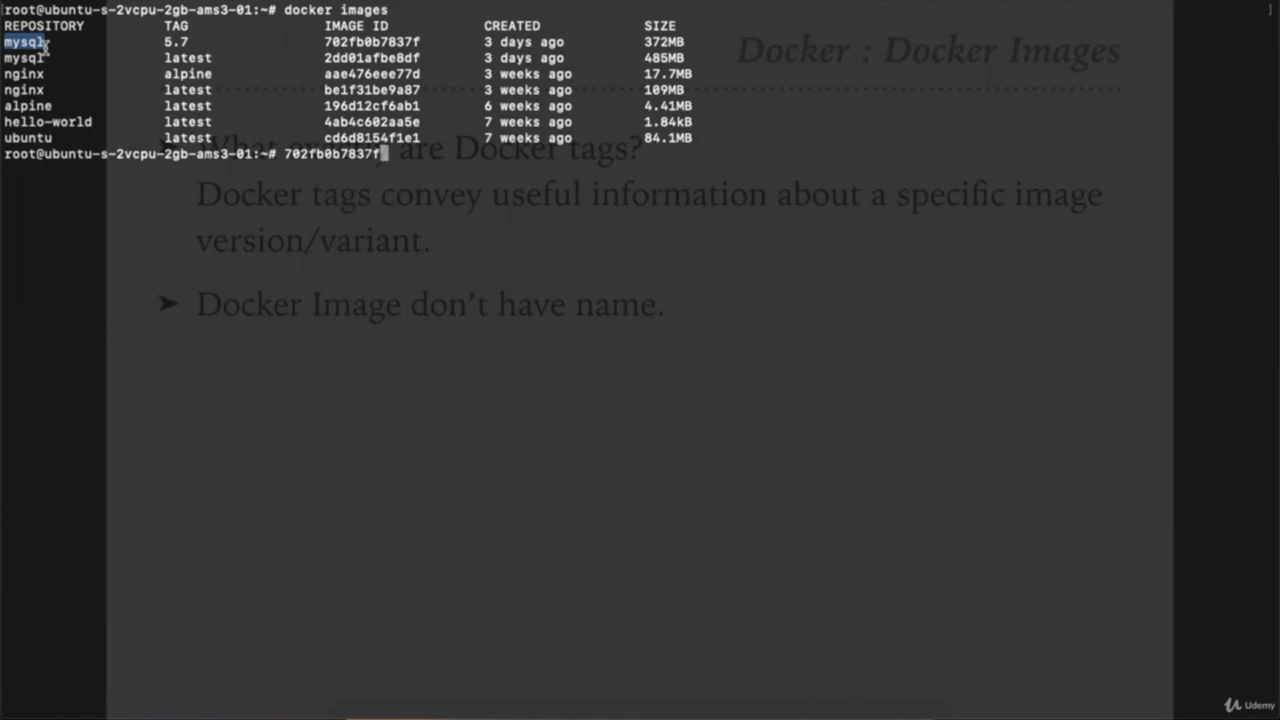 root@ubuntu-s-2vcpu-2gb-ams3-01:~# docker images
REPOSITORY TAG IMAGE ID CREATED SIZE
mysql 5.7 702fb0b7837f 3 days ago 372MB
mysql latest 2dd01afbe8df 3 days ago 485MB
nginx alpine aae476eee77d 3 weeks ago 17.7MB
nginx latest be1f31be9a87 3 weeks ago 109MB
alpine latest 196d12cf6ab1 6 weeks ago 4.41MB
hello-world latest 4ab4c602aa5e 7 weeks ago 1.84kB
ubuntu latest cd6d8154f1e1 7 weeks ago 84.1MB
root@ubuntu-s-2vcpu-2gb-ams3-01:~# 702fb0b7837f
Docker : Docker Images
What are Docker tags?
Docker tags convey useful information about a specific image
version/variant.
➤ Docker Image don't have name.
Udemy